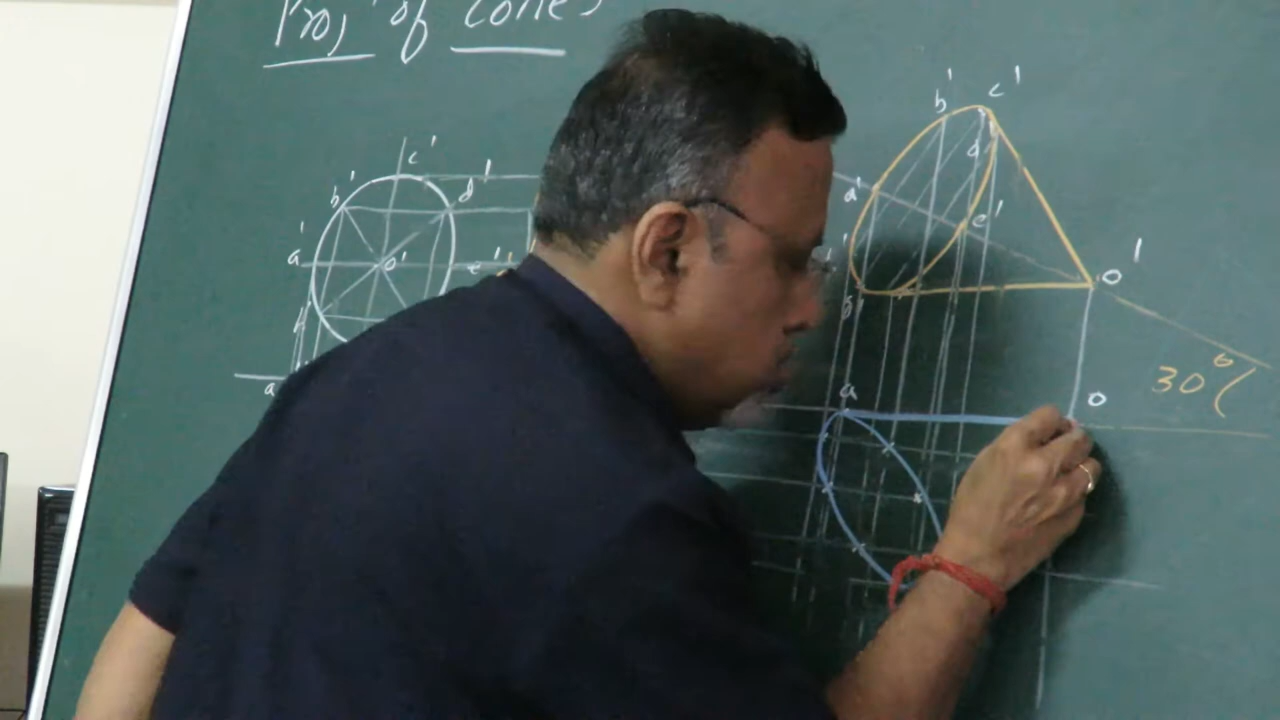 Proj' of Cones
b' c'
c'
a' b' d' d'
a' o' e' e' o'
30°
a o
a